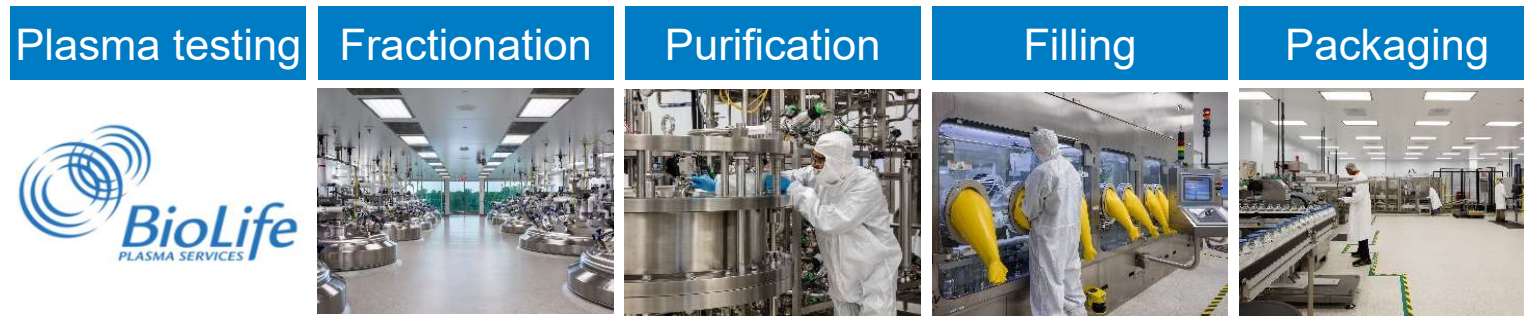 Plasma testing
Fractionation
Purification
Filling
Packaging
BioLife
PLASMA SERVICES